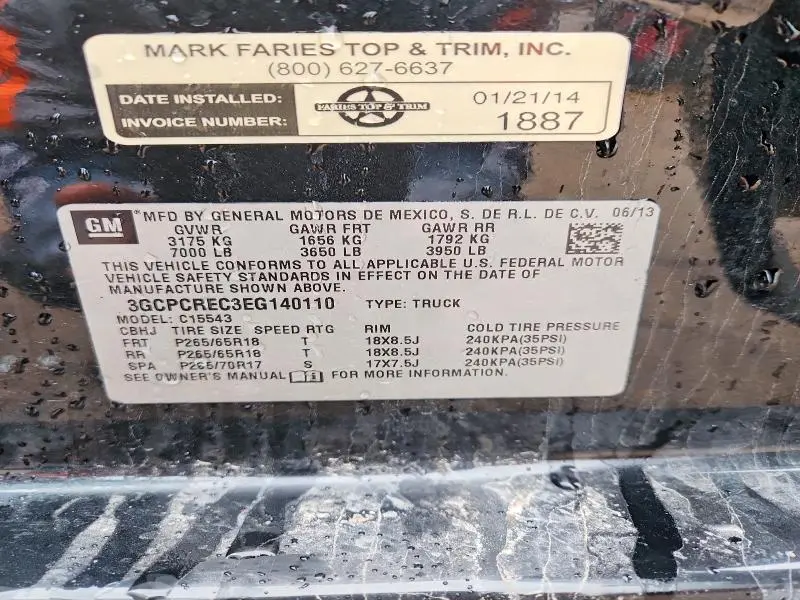 MARK FARIES TOP & TRIM, INC.
(800) 627-6637
DATE INSTALLED: 01/21/14
FARIES TOP & TRIM
INVOICE NUMBER: 1887
GM ® MFD BY GENERAL MOTORS DE MEXICO, S. DE R.L. DE C.V. 06/13
GVWR GAWR FRT GAWR RR
3175 KG 1656 KG 1792 KG
7000 LB 3650 LB 3950 LB
THIS VEHICLE CONFORMS TO ALL APPLICABLE U.S. FEDERAL MOTOR
VEHICLE SAFETY STANDARDS IN EFFECT ON THE DATE OF
MANUFACTURE SHOWN ABOVE.
3GCPCREC3EG140110 TYPE: TRUCK
MODEL: C15543
CBHJ TIRE SIZE SPEED RTG RIM COLD TIRE PRESSURE
FRT P265/65R18 T 18X8.5J 240KPA(35PSI)
RR P265/65R18 T 18X8.5J 240KPA(35PSI)
SPA P265/70R17 S 17X7.5J 240KPA(35PSI)
SEE OWNER'S MANUAL FOR MORE INFORMATION.